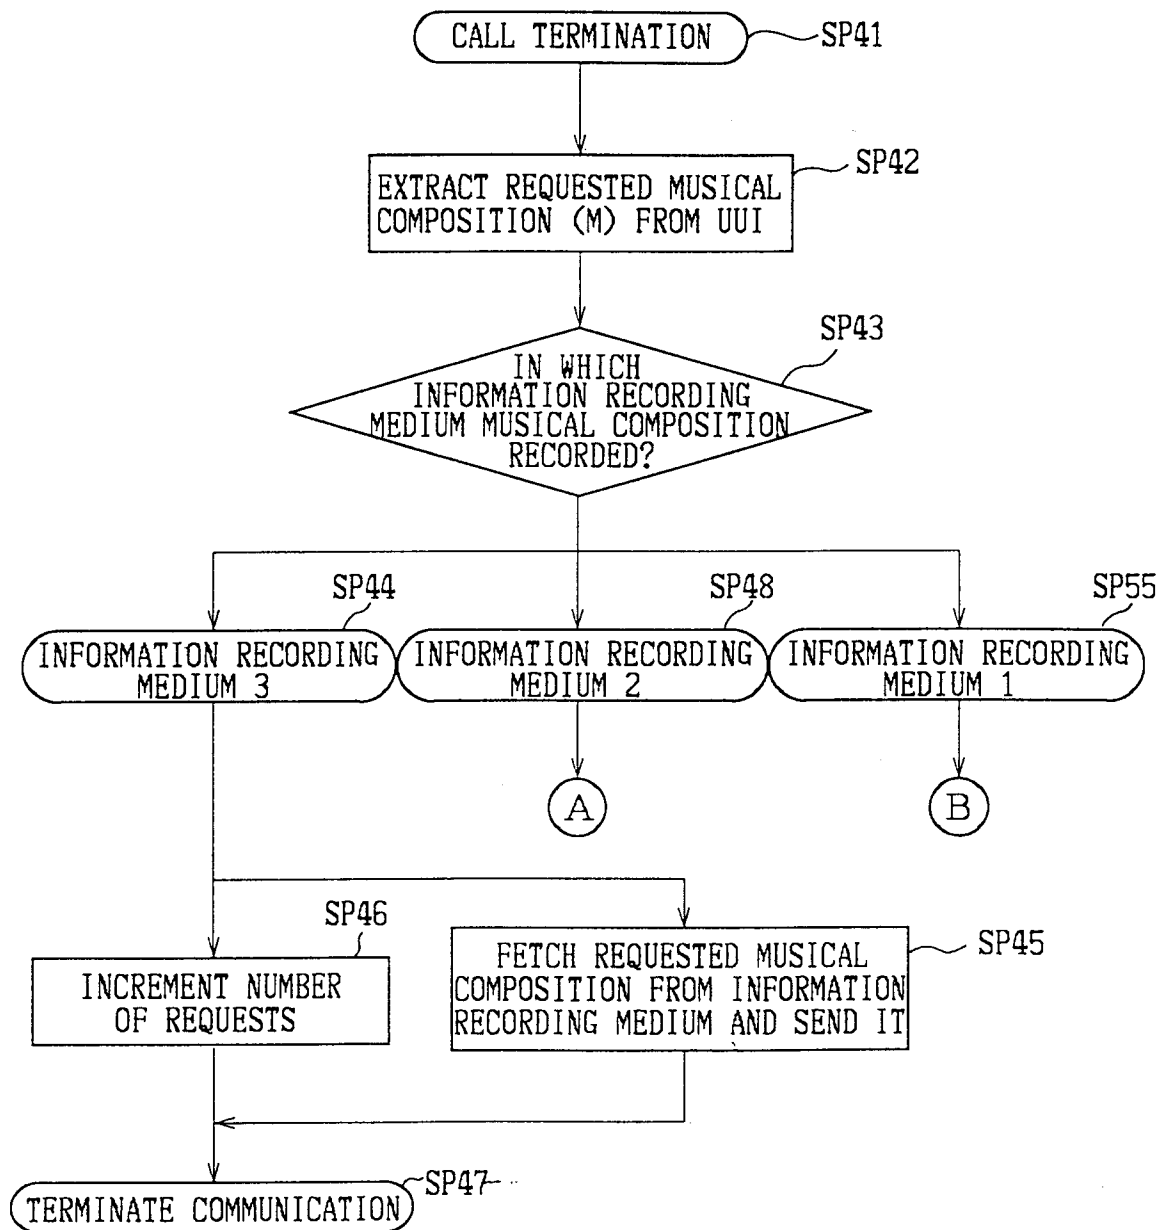 CALL TERMINATION
SP41
SP42
EXTRACT REQUESTED MUSICAL
COMPOSITION (M) FROM UUI
SP43
IN WHICH
INFORMATION RECORDING
MEDIUM MUSICAL COMPOSITION
RECORDED?
SP44
SP48
SP55
INFORMATION RECORDING
MEDIUM 3
INFORMATION RECORDING
MEDIUM 2
INFORMATION RECORDING
MEDIUM 1
A
B
SP46
INCREMENT NUMBER
OF REQUESTS
SP45
FETCH REQUESTED MUSICAL
COMPOSITION FROM INFORMATION
RECORDING MEDIUM AND SEND IT
SP47
TERMINATE COMMUNICATION